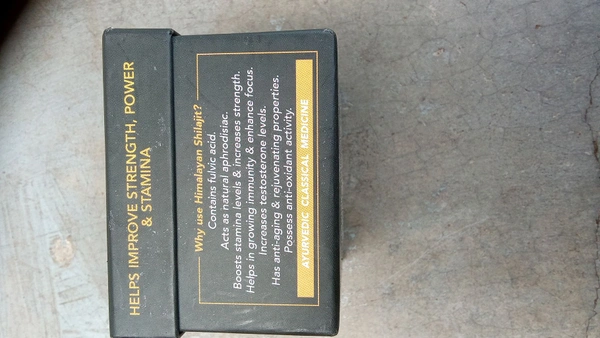 HELPS IMPROVE STRENGTH, POWER
& STAMINA
Why use Himalayan Shilajit?
Contains fulvic acid.
Acts as natural aphrodisiac.
Boosts stamina levels & increases strength.
Helps in growing immunity & enhance focus.
Increases testosterone levels.
Has anti-aging & rejuvenating properties.
Possess anti-oxidant activity.
AYURVEDIC CLASSICAL MEDICINE